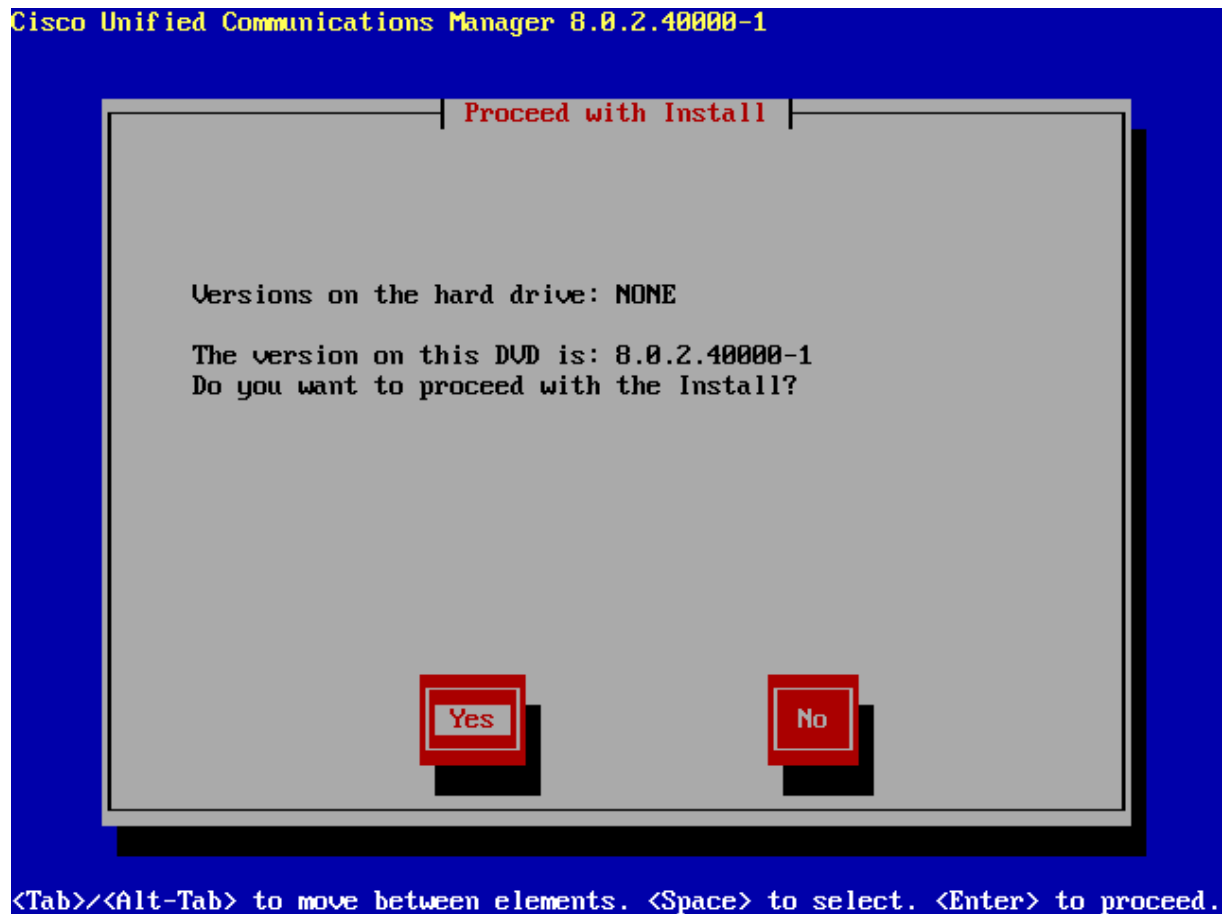 Cisco Unified Communications Manager 8.0.2.40000-1
Proceed with Install
Versions on the hard drive: NONE
The version on this DVD is: 8.0.2.40000-1
Do you want to proceed with the Install?
Yes No
<Tab>/<Alt-Tab> to move between elements. <Space> to select. <Enter> to proceed.